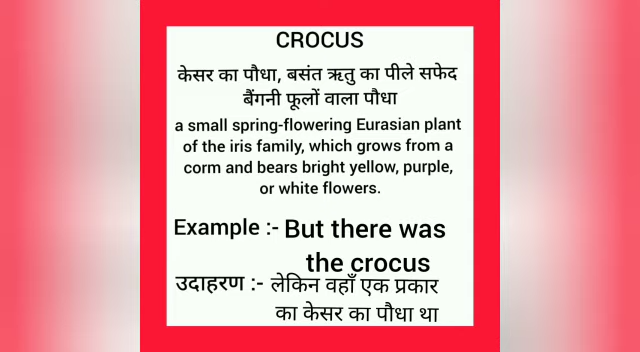 CROCUS
केसर का पौधा, बसंत ऋतु का पीले सफेद
बैंगनी फूलों वाला पौधा
a small spring-flowering Eurasian plant
of the iris family, which grows from a
corm and bears bright yellow, purple,
or white flowers.
Example :- But there was
the crocus
उदाहरण :- लेकिन वहाँ एक प्रकार
का केसर का पौधा था